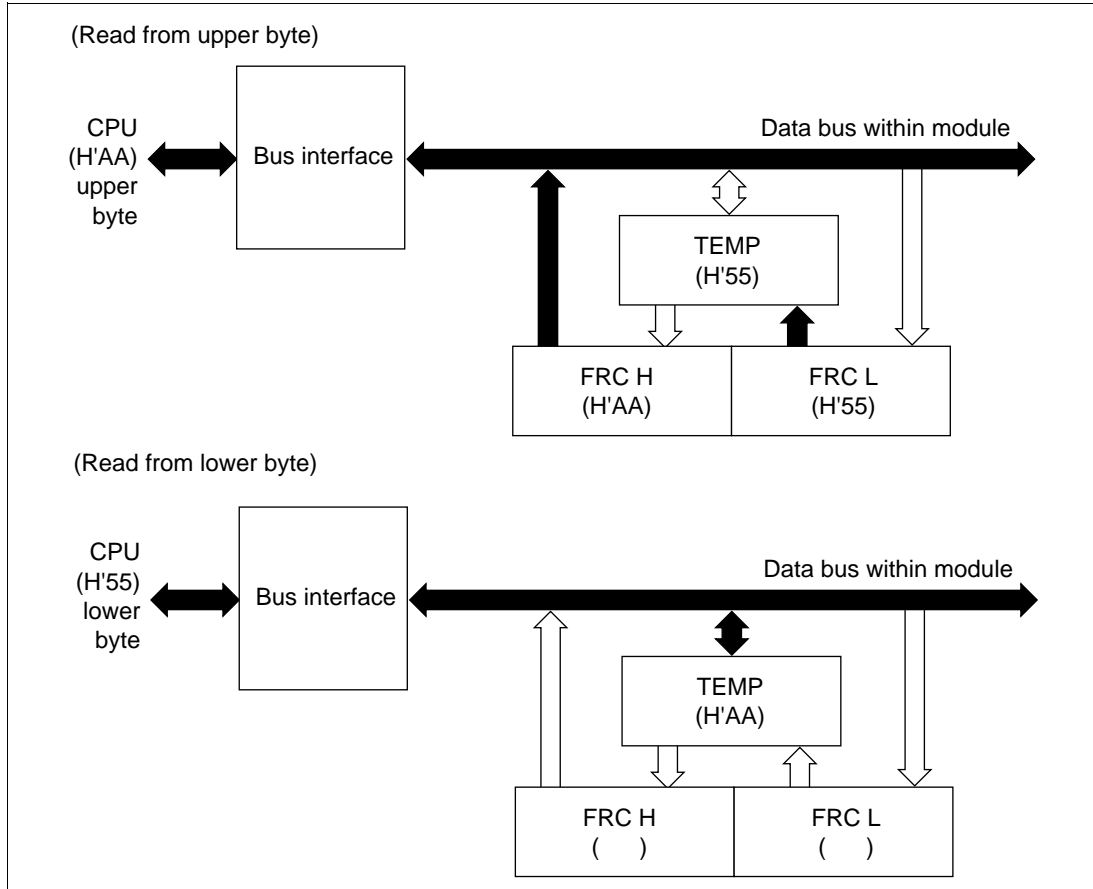 (Read from upper byte)
CPU
(H'AA)
upper
byte
Bus interface
Data bus within module
TEMP
(H'55)
FRC H
(H'AA)
FRC L
(H'55)
(Read from lower byte)
CPU
(H'55)
lower
byte
Bus interface
Data bus within module
TEMP
(H'AA)
FRC H
(    )
FRC L
(    )